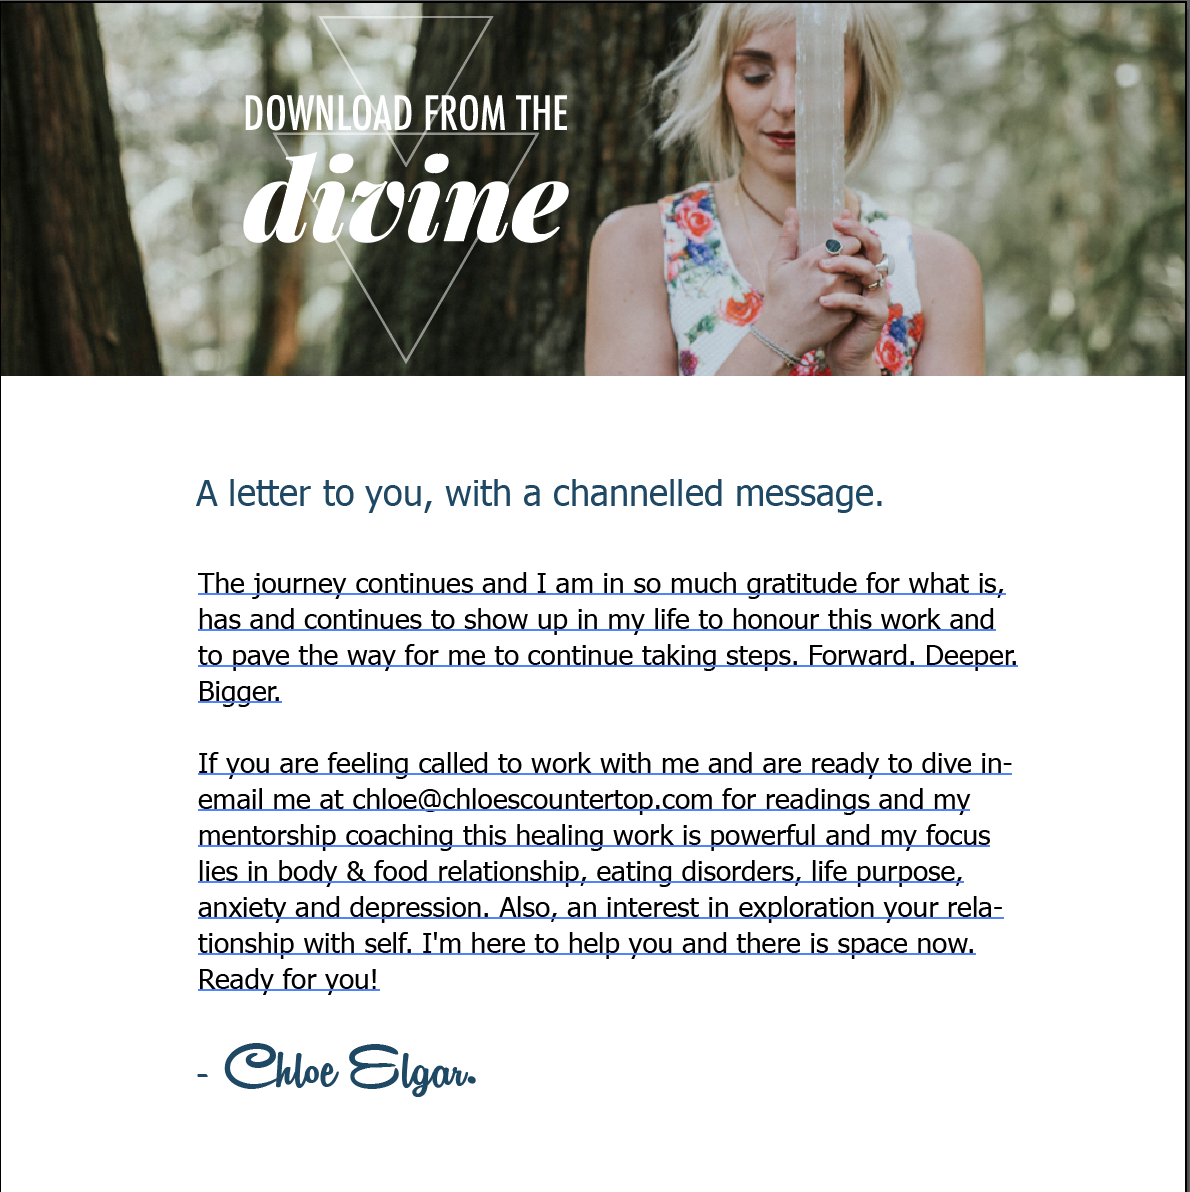 DOWNLOAD FROM THE
divine
A letter to you, with a channelled message.
The journey continues and I am in so much gratitude for what is,
has and continues to show up in my life to honour this work and
to pave the way for me to continue taking steps. Forward. Deeper.
Bigger.
If you are feeling called to work with me and are ready to dive in-
email me at chloe@chloescountertop.com for readings and my
mentorship coaching this healing work is powerful and my focus
lies in body & food relationship, eating disorders, life purpose,
anxiety and depression. Also, an interest in exploration your rela-
tionship with self. I'm here to help you and there is space now.
Ready for you!
- Chloe Elgar.